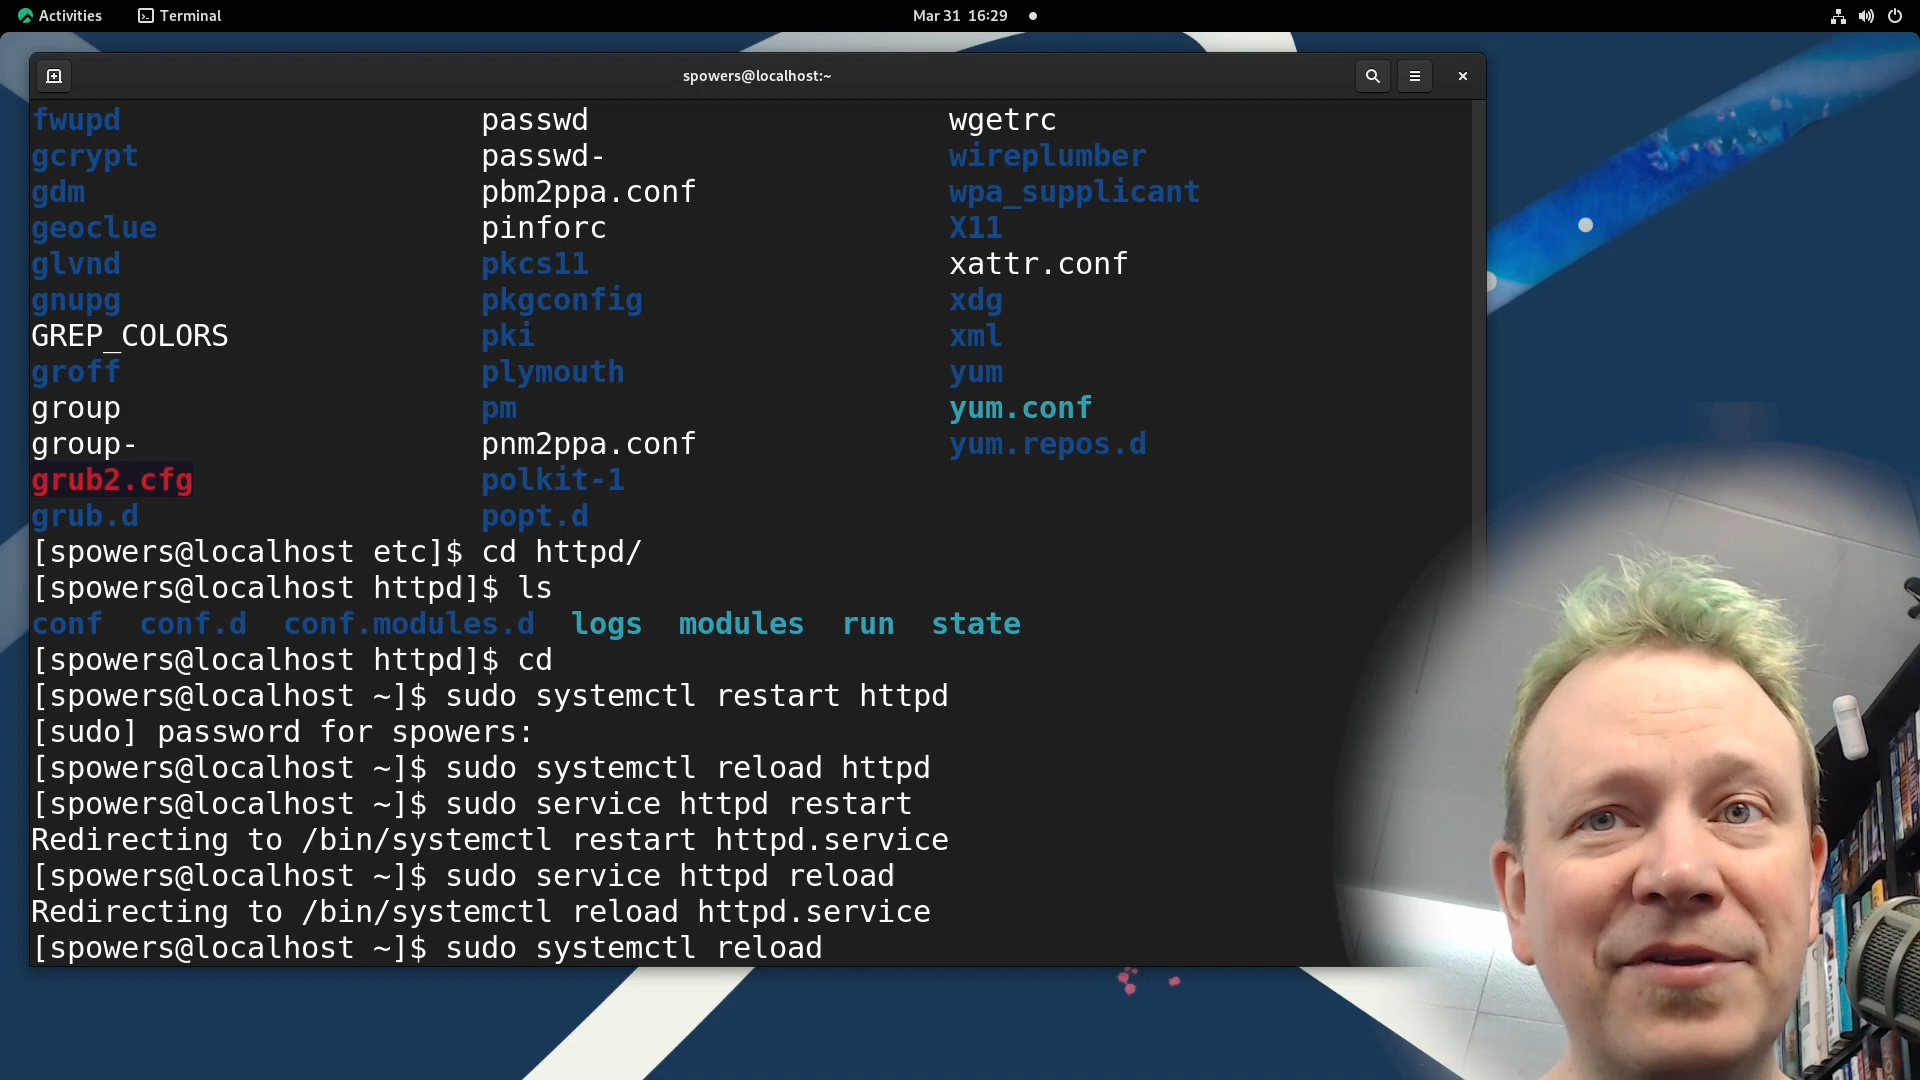 Activities Terminal Mar 31 16:29
spowers@localhost:~
fwupd passwd wgetrc
gcrypt passwd- wireplumber
gdm pbm2ppa.conf wpa_supplicant
geoclue pinforc X11
glvnd pkcs11 xattr.conf
gnupg pkgconfig xdg
GREP_COLORS pki xml
groff plymouth yum
group pm yum.conf
group- pnm2ppa.conf yum.repos.d
grub2.cfg polkit-1
grub.d popt.d
[spowers@localhost etc]$ cd httpd/
[spowers@localhost httpd]$ ls
conf conf.d conf.modules.d logs modules run state
[spowers@localhost httpd]$ cd
[spowers@localhost ~]$ sudo systemctl restart httpd
[sudo] password for spowers:
[spowers@localhost ~]$ sudo systemctl reload httpd
[spowers@localhost ~]$ sudo service httpd restart
Redirecting to /bin/systemctl restart httpd.service
[spowers@localhost ~]$ sudo service httpd reload
Redirecting to /bin/systemctl reload httpd.service
[spowers@localhost ~]$ sudo systemctl reload